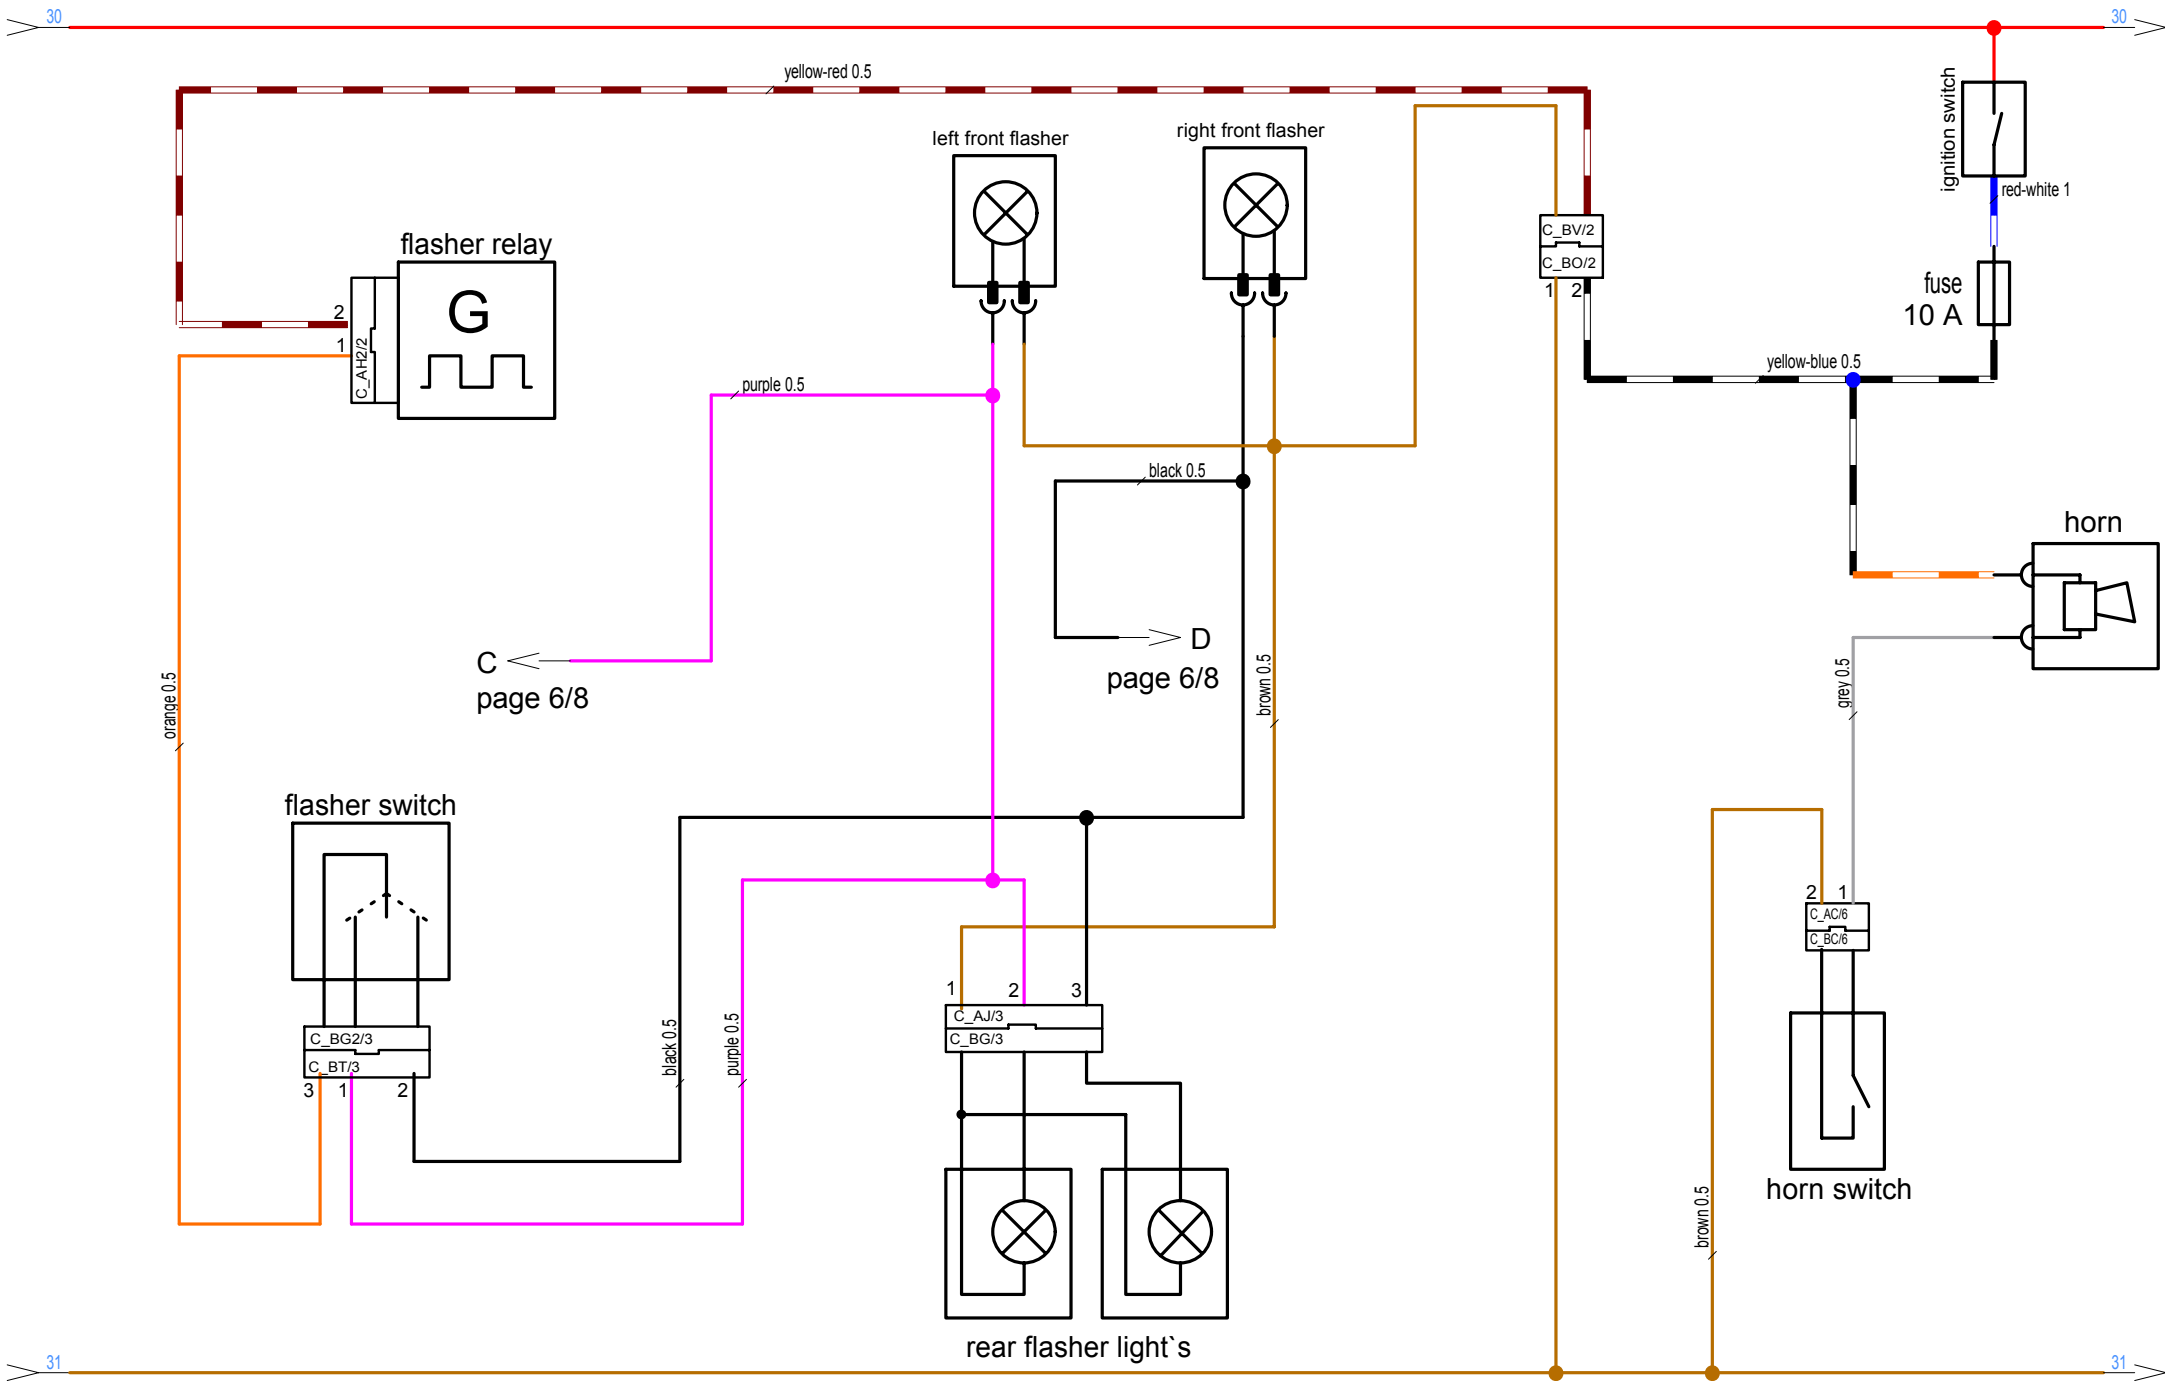 30
30
yellow-red 0.5
ignition switch
left front flasher
right front flasher
red-white 1
C_BV/2
C_BO/2
1
2
flasher relay
G
2
1
C_AH2/2
fuse
10 A
yellow-blue 0.5
purple 0.5
black 0.5
horn
C
page 6/8
D
page 6/8
orange 0.5
brown 0.5
grey 0.5
flasher switch
C_BG2/3
C_BT/3
3
1
2
black 0.5
purple 0.5
1
2
3
C_AJ/3
C_BG/3
2
1
C_AC/6
C_BC/6
horn switch
brown 0.5
rear flasher light`s
31
31